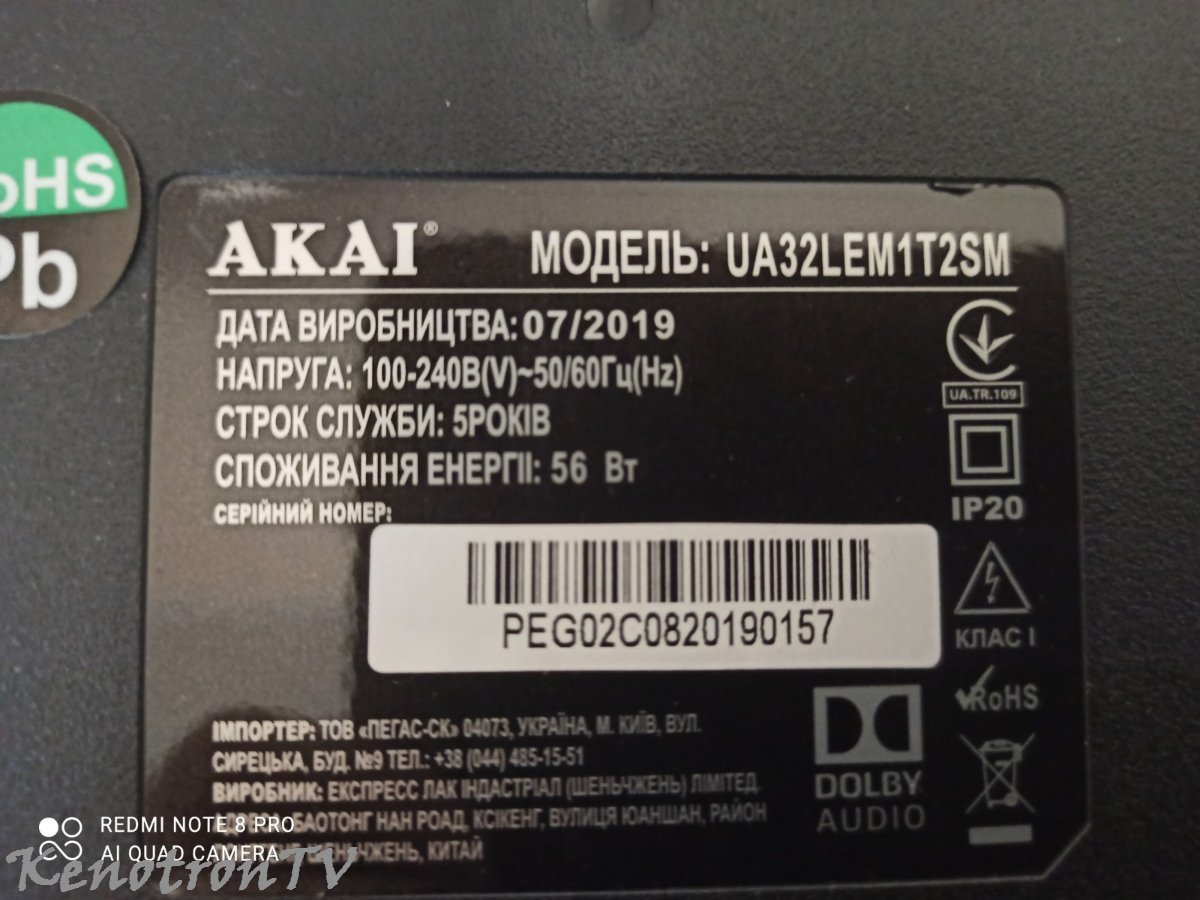 oHS
Pb
AKAI® МОДЕЛЬ: UA32LEM1T2SM
ДАТА ВИРОБНИЦТВА: 07/2019
НАПРУГА: 100-240В(V)~50/60Гц(Hz)
UA.TR.109
СТРОК СЛУЖБИ: 5РОКІВ
СПОЖИВАННЯ ЕНЕРГІЇ: 56 Вт
IP20
СЕРІЙНИЙ НОМЕР:
PEG02C0820190157
КЛАС I
RoHS
ІМПОРТЕР: ТОВ «ПЕГАС-СК» 04073, УКРАЇНА, М. КИЇВ, ВУЛ.
СИРЕЦЬКА, БУД. №9 ТЕЛ.: +38 (044) 485-15-51
ВИРОБНИК: ЕКСПРЕСС ЛАК ІНДАСТРІАЛ (ШЕНЬЧЖЕНЬ) ЛІМІТЕД.
БАОТОНГ НАН РОАД, КСІКЕНГ, ВУЛИЦЯ ЮАНШАН, РАЙОН
ШЕНЬЧЖЕНЬ, КИТАЙ
DOLBY
AUDIO
REDMI NOTE 8 PRO
AI QUAD CAMERA
KenotronTV